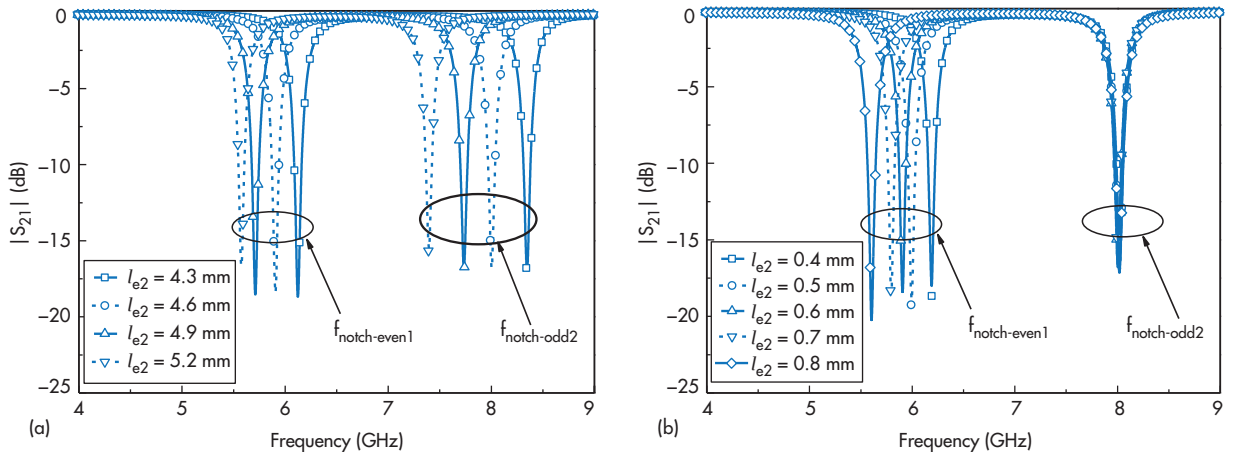 0
−5
−10
−15
−20
−25
|S21| (dB)
le2 = 4.3 mm
le2 = 4.6 mm
le2 = 4.9 mm
le2 = 5.2 mm
fnotch-even1
fnotch-odd2
4 5 6 7 8 9
(a)
Frequency (GHz)
0
−5
−10
−15
−20
−25
|S21| (dB)
le2 = 0.4 mm
le2 = 0.5 mm
le2 = 0.6 mm
le2 = 0.7 mm
le2 = 0.8 mm
fnotch-even1
fnotch-odd2
4 5 6 7 8 9
(b)
Frequency (GHz)